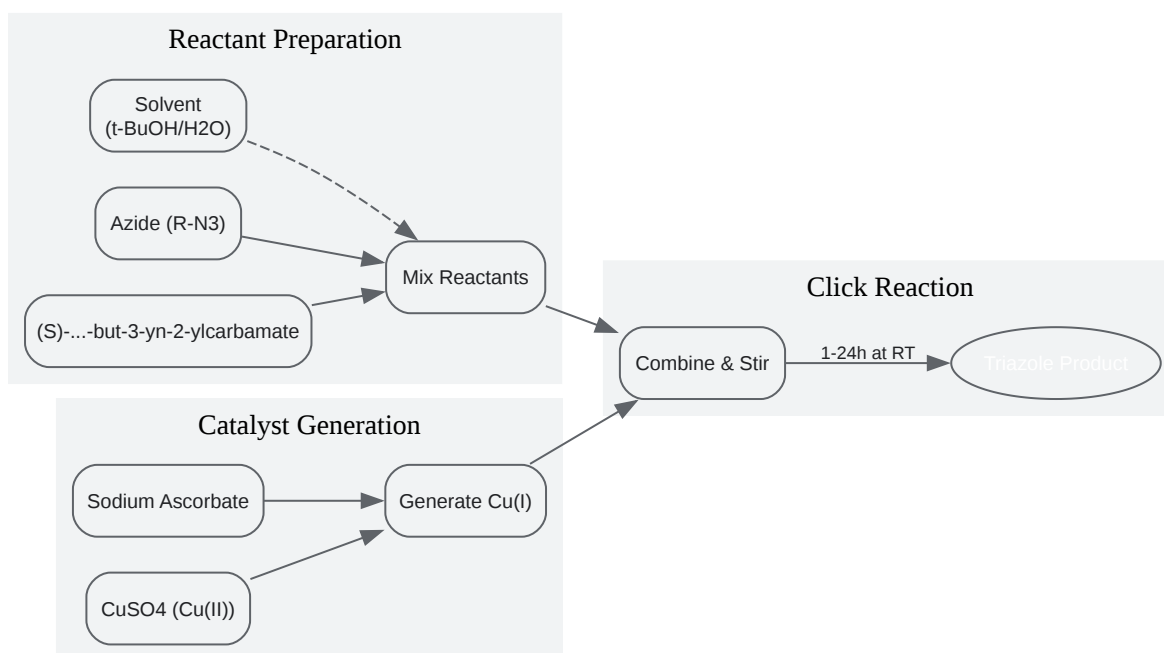 Reactant Preparation
Solvent
(t-BuOH/H2O)
Azide (R-N3)
Mix Reactants
(S)-...-but-3-yn-2-ylcarbamate
Click Reaction
Combine & Stir
1-24h at RT
Triazole Product
Catalyst Generation
Sodium Ascorbate
Generate Cu(I)
CuSO4 (Cu(II))